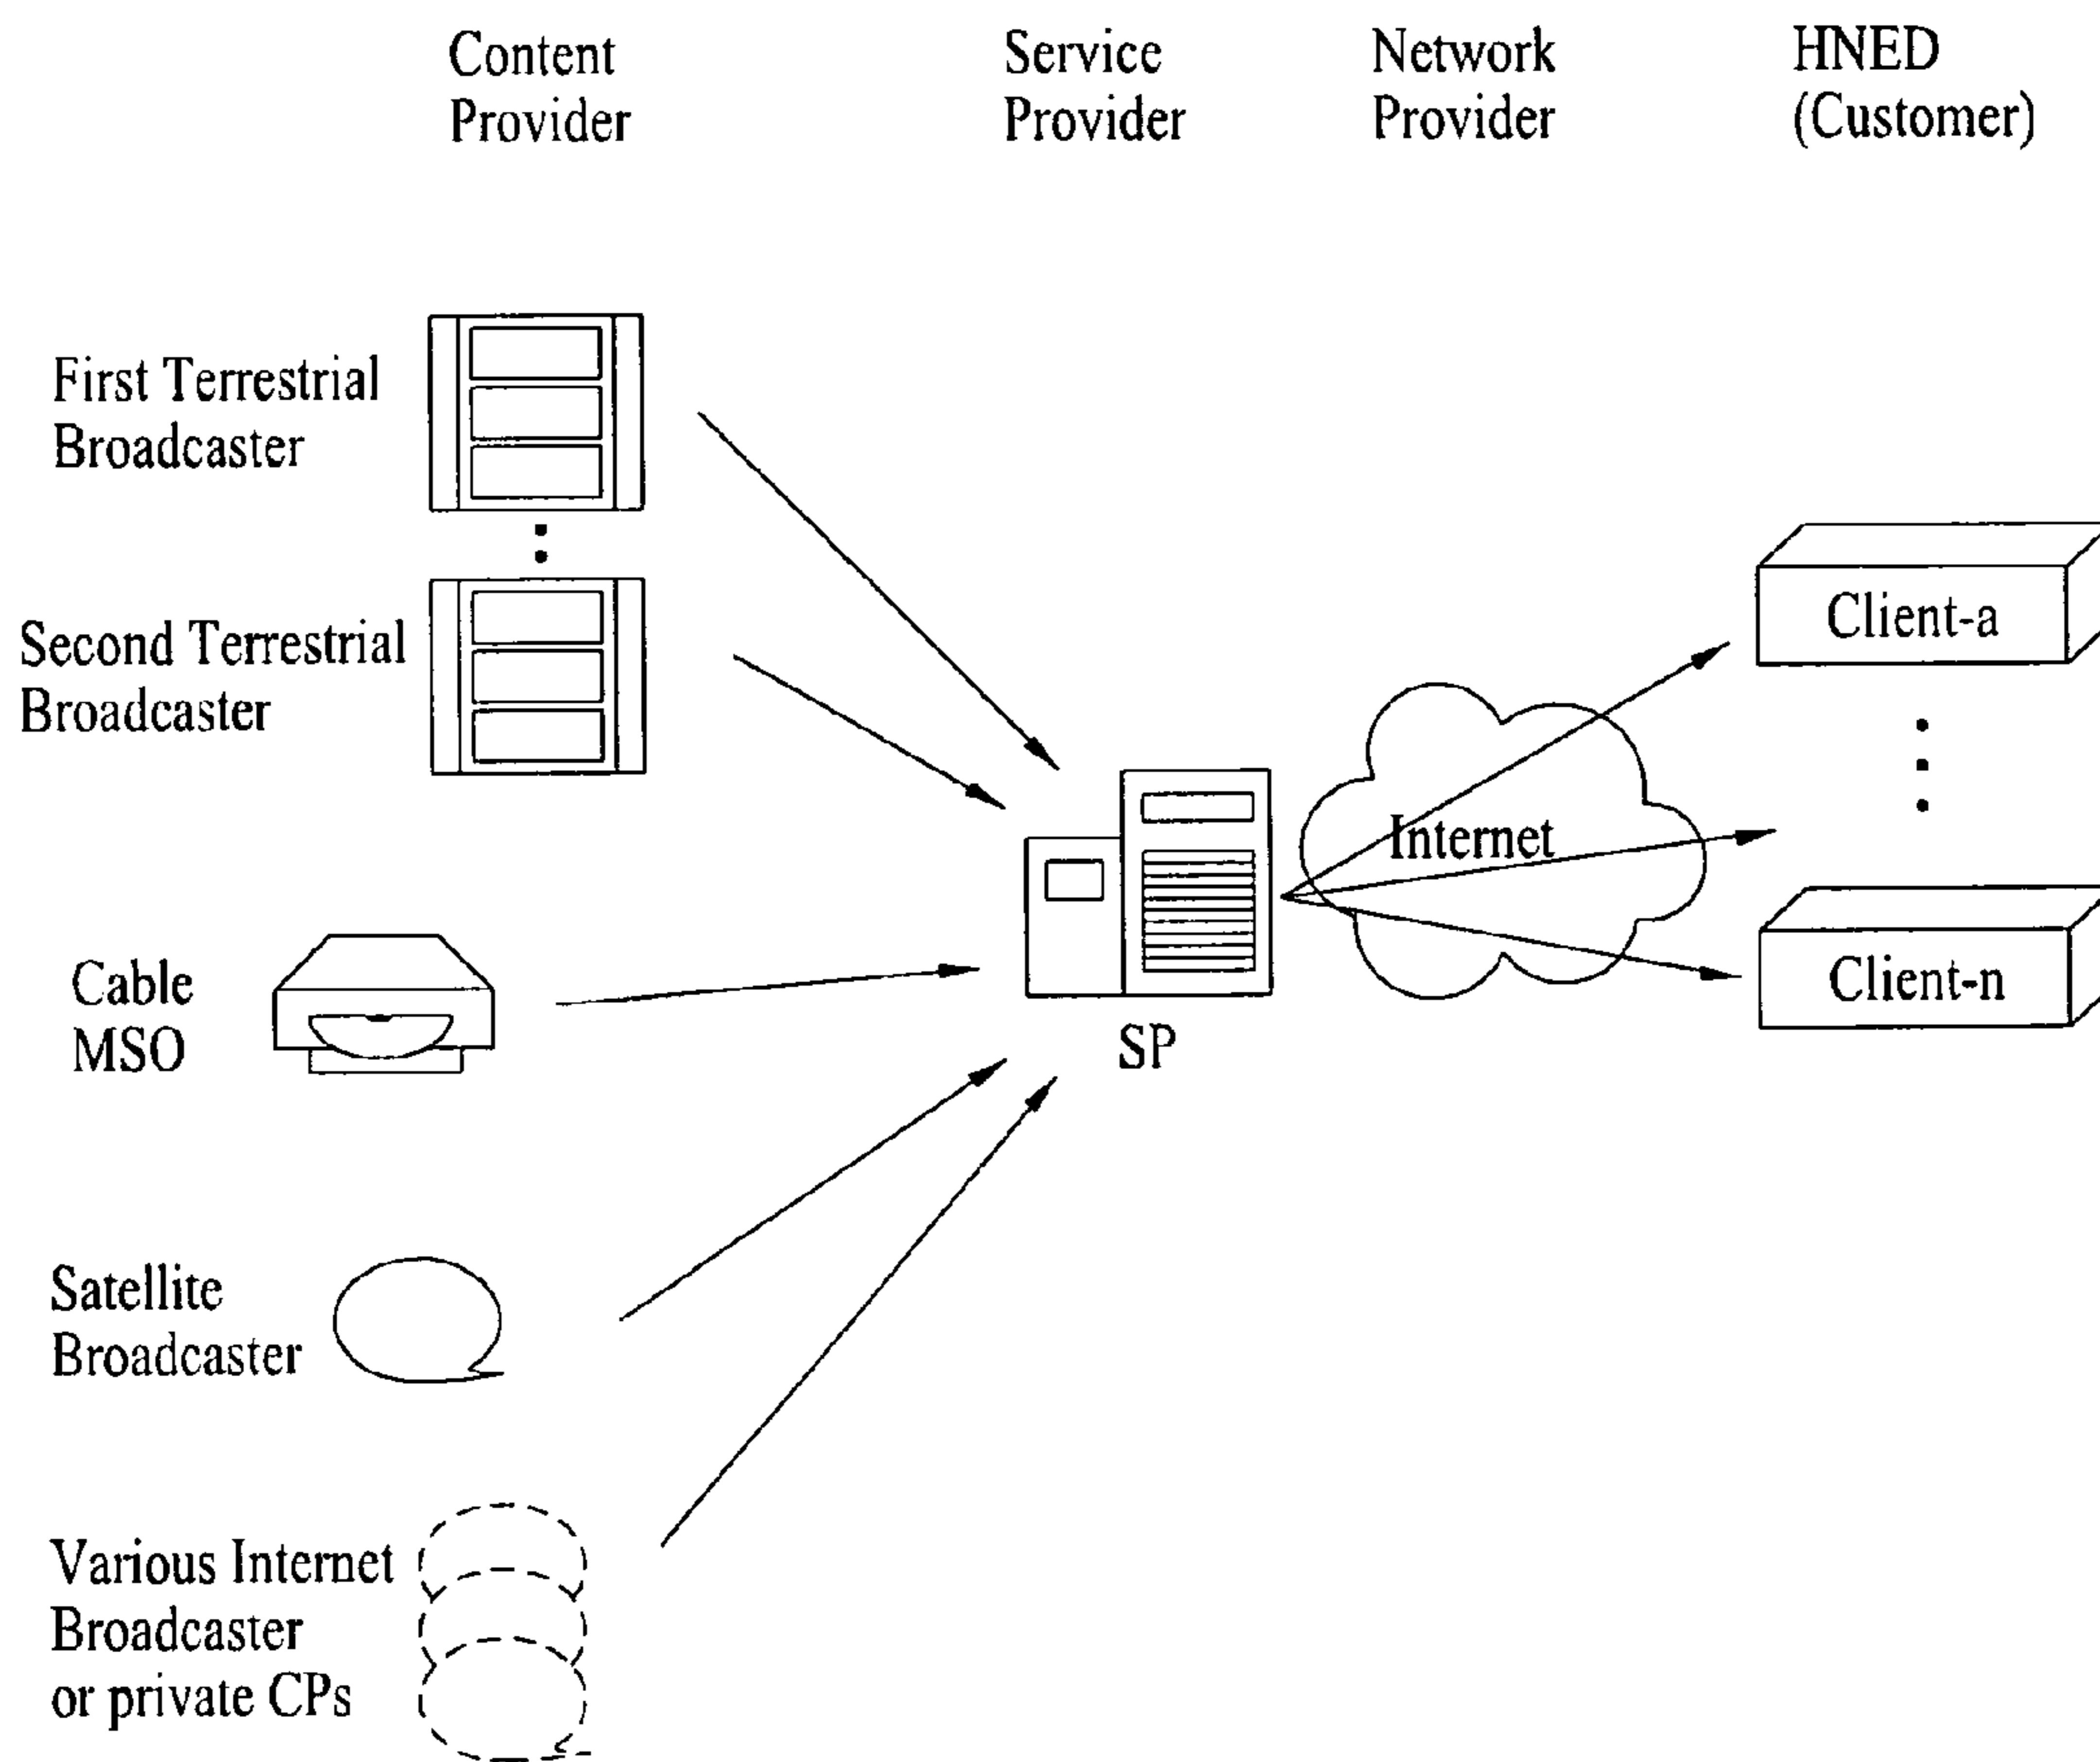 Content
Provider
Service
Provider
Network
Provider
HNED
(Customer)
First Terrestrial
Broadcaster
Second Terrestrial
Broadcaster
Cable
MSO
Satellite
Broadcaster
Various Internet
Broadcaster
or private CPs
SP
Internet
Client-a
Client-n